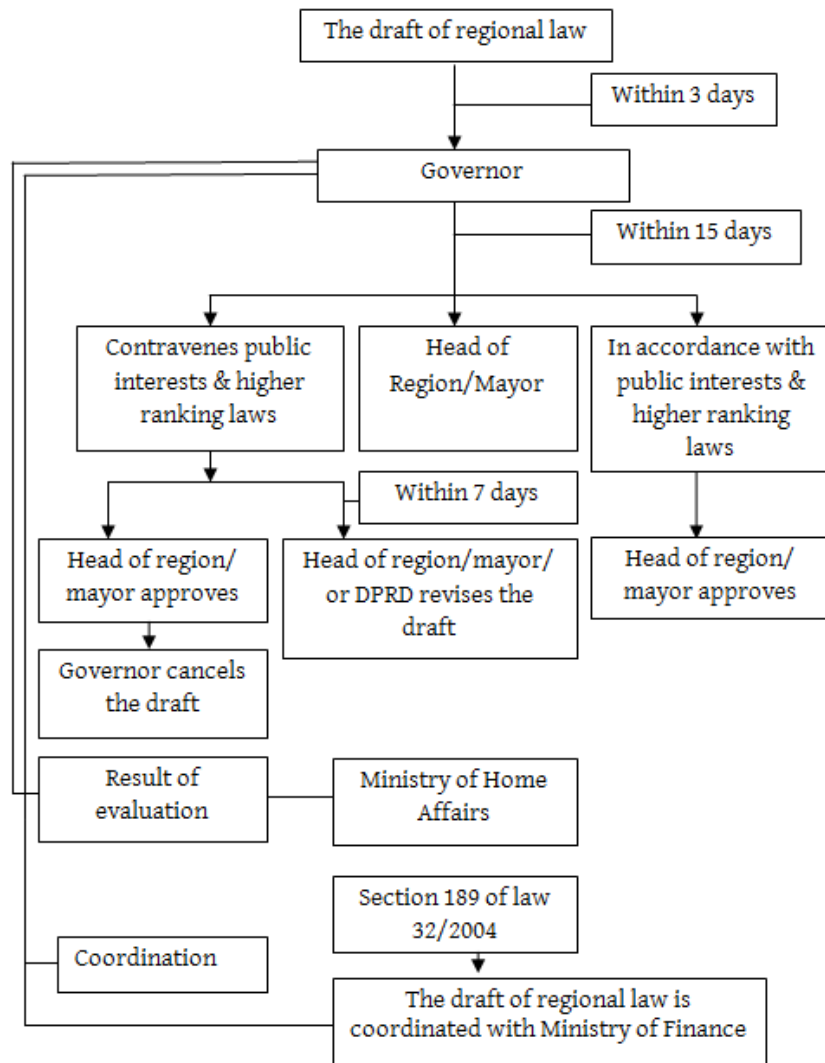 The draft of regional law
Within 3 days
Governor
Within 15 days
Contravenes public
interests & higher
ranking laws
Head of
Region/Mayor
In accordance with
public interests &
higher ranking
laws
Within 7 days
Head of region/
mayor approves
Head of region/mayor/
or DPRD revises the
draft
Head of region/
mayor approves
Governor cancels
the draft
Result of
evaluation
Ministry of Home
Affairs
Section 189 of law
32/2004
Coordination
The draft of regional law is
coordinated with Ministry of Finance